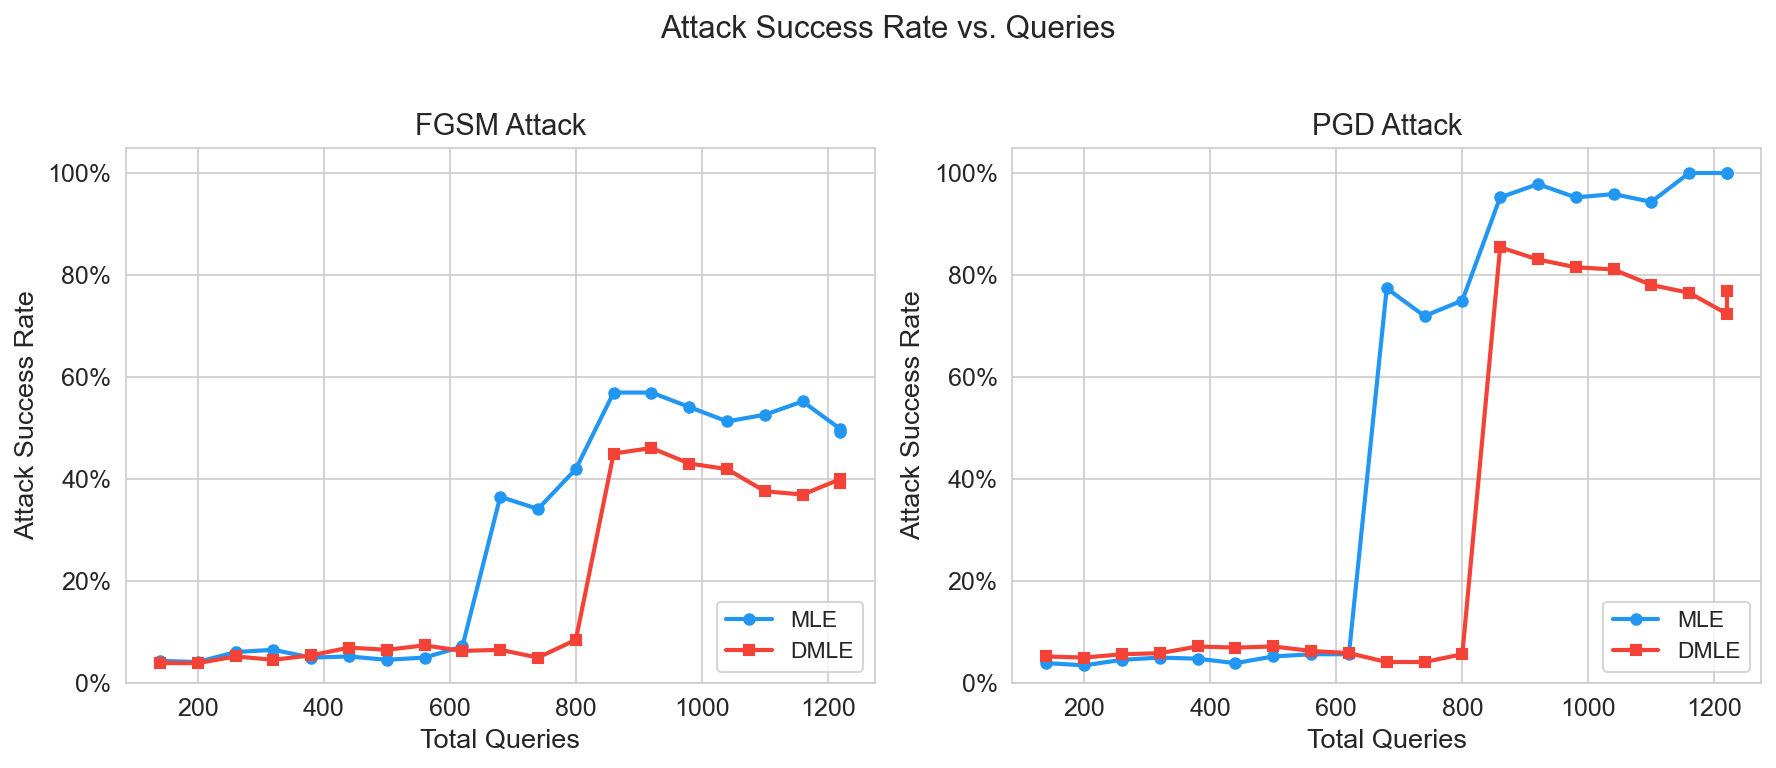 Attack Success Rate vs. Queries
FGSM Attack
100%
80%
60%
40%
20%
0%
Attack Success Rate
200 400 600 800 1000 1200
Total Queries
MLE
DMLE
PGD Attack
100%
80%
60%
40%
20%
0%
Attack Success Rate
200 400 600 800 1000 1200
Total Queries
MLE
DMLE